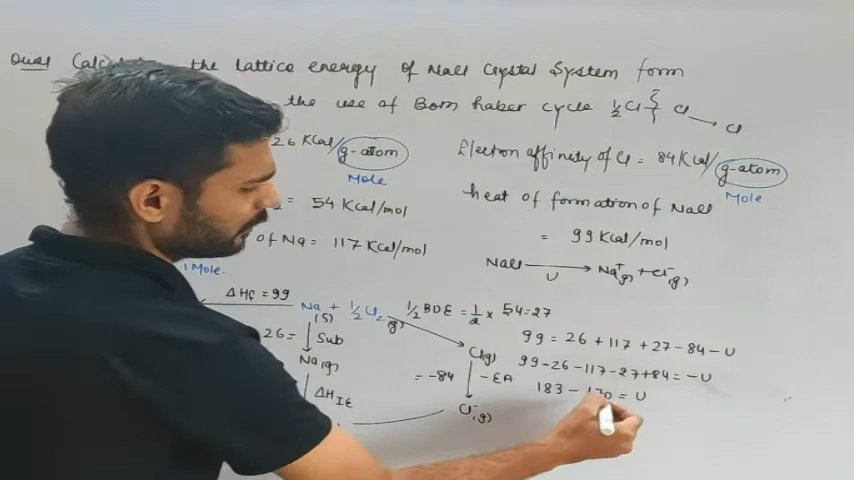 Ques the lattice energy of Nacl Crystal System form
the use of Born haber cycle ½Cl Cl → Cl
26 Kcal/g-atom
Mole
Electron affinity of Cl = 84 Kcal/g-atom
Mole
= 54 Kcal/mol
heat of formation of Nacl
= 99 Kcal/mol
of Na = 117 Kcal/mol
1 Mole.
Nacl → Na⁺(g) + Cl⁻(g)
U
ΔHf = 99
Na + ½Cl₂
(s) (g)
½ BDE = ½ × 54 = 27
26 = Sub
Na(g)
Cl(g)
= -84 -EA
ΔH IE
Cl⁻(g)
99 = 26 + 117 + 27 - 84 - U
99 - 26 - 117 - 27 + 84 = -U
183 - 170 = U